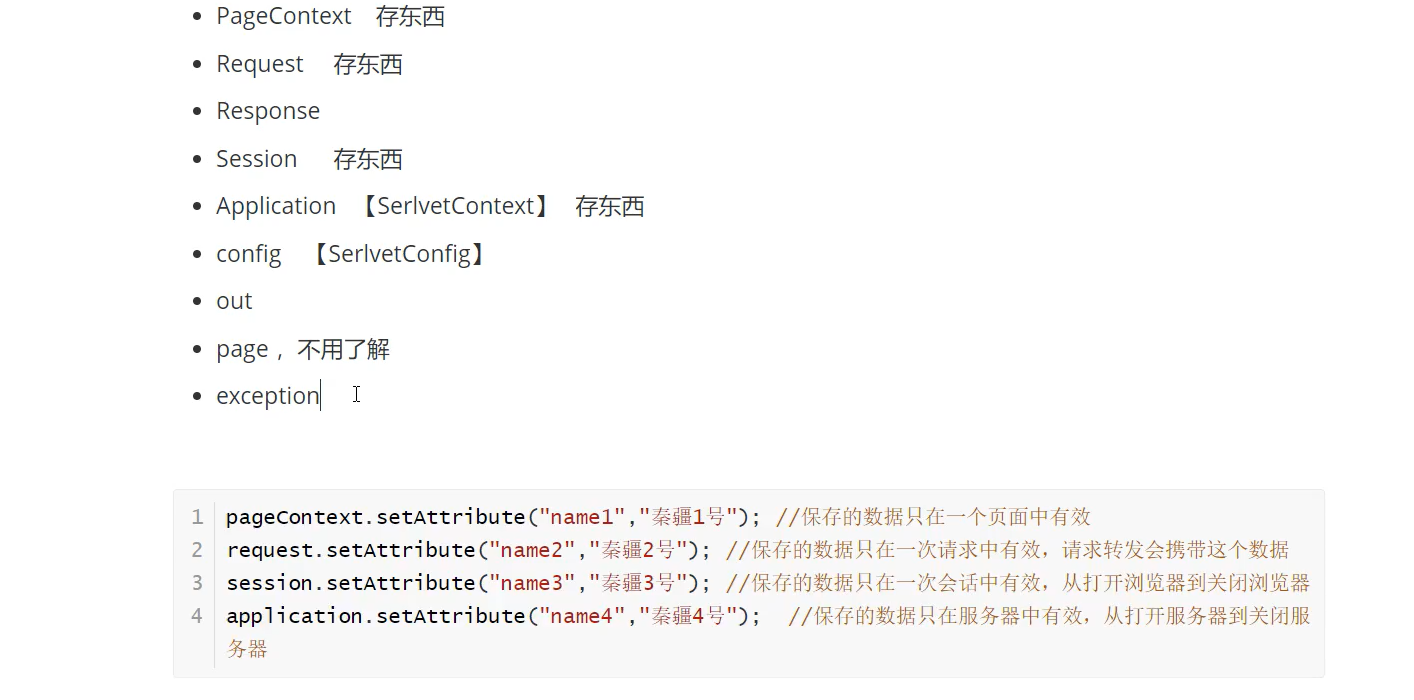 PageContext 存东西
Request 存东西
Response
Session 存东西
Application 【SerlvetContext】 存东西
config 【SerlvetConfig】
out
page ，不用了解
exception
1 pageContext.setAttribute("name1","秦疆1号"); //保存的数据只在一个页面中有效
2 request.setAttribute("name2","秦疆2号"); //保存的数据只在一次请求中有效，请求转发会携带这个数据
3 session.setAttribute("name3","秦疆3号"); //保存的数据只在一次会话中有效，从打开浏览器到关闭浏览器
4 application.setAttribute("name4","秦疆4号");  //保存的数据只在服务器中有效，从打开服务器到关闭服
务器